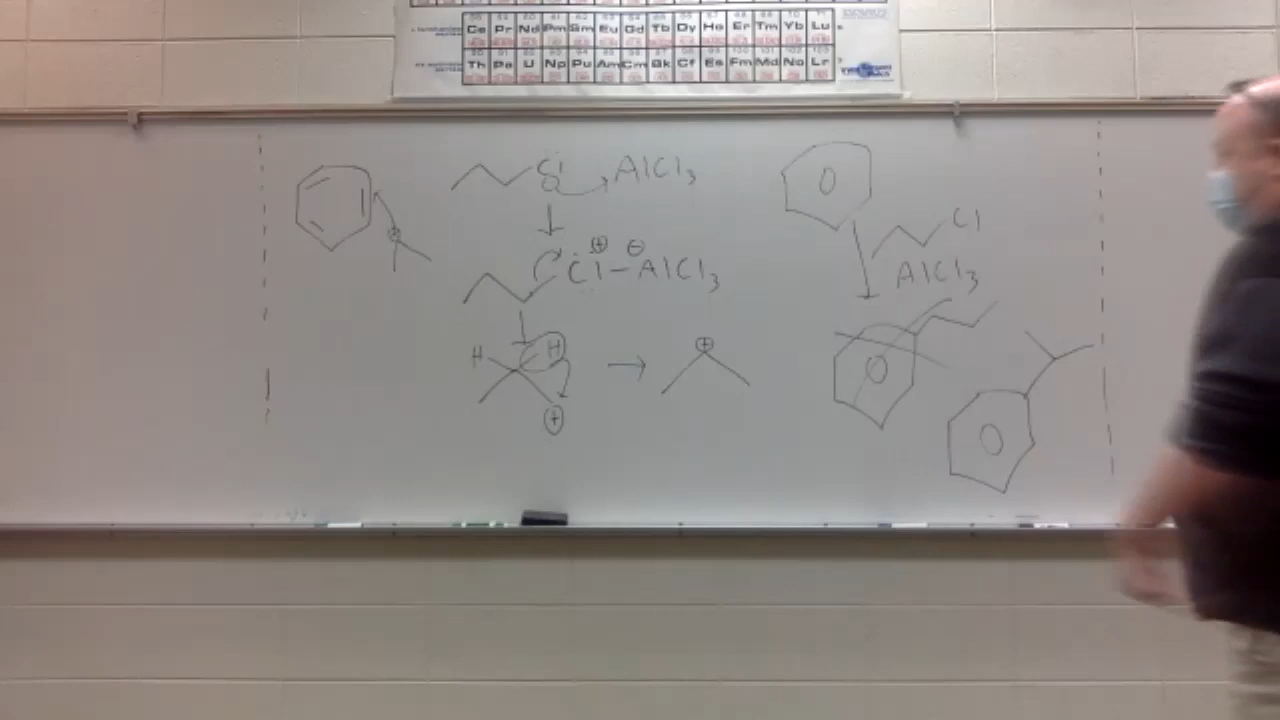 Ce Pr Nd Pm Sm Eu Gd Tb Dy Ho Er Tm Yb Lu
Th Pa U Np Pu Am Cm Bk Cf Es Fm Md No Lr
Cl AlCl3
⊕ ⊖
Cl–AlCl3
H H
⊕
⊕
⊕
Cl
AlCl3